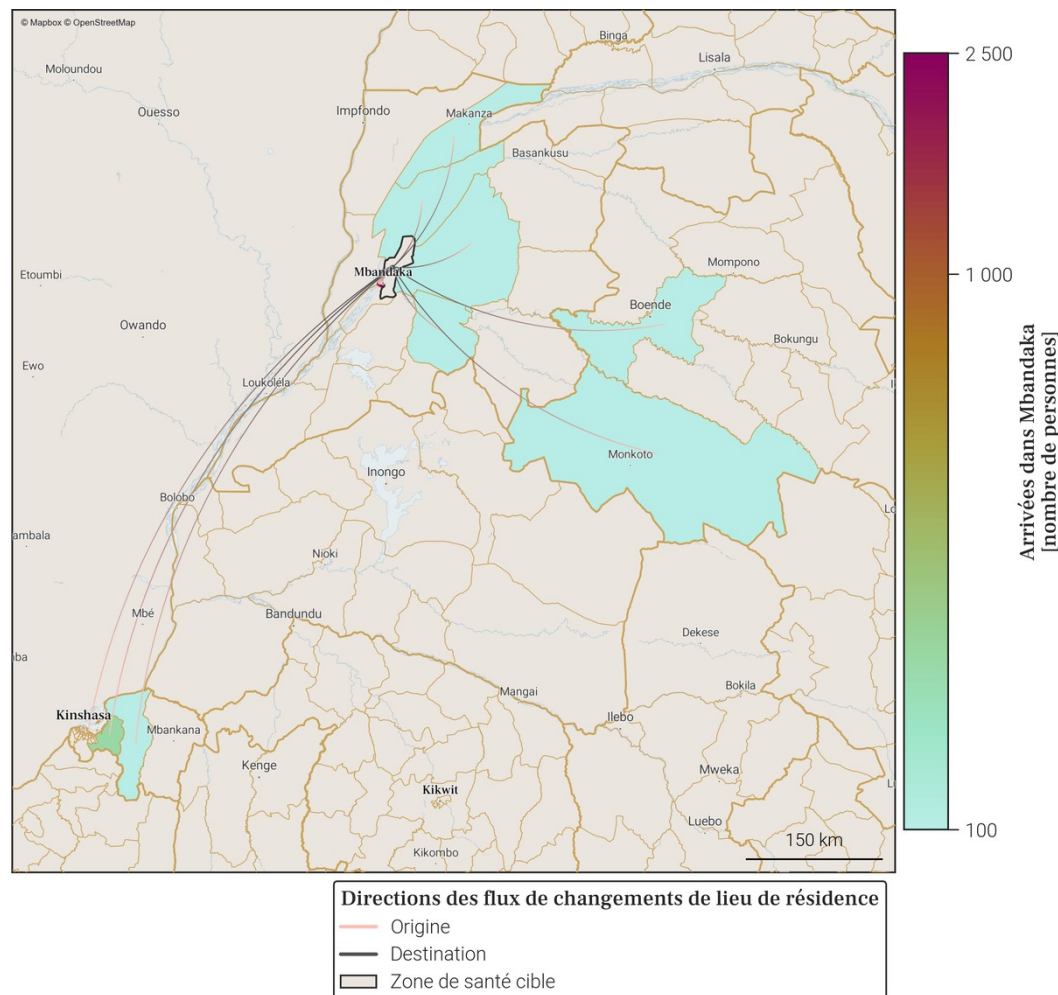 © Mapbox © OpenStreetMap
Binga
Lisala
Moloundou
Ouesso
Impfondo
Makanza
Basankusu
Mompono
Mbandaka
Etoumbi
Boende
Owando
Bokungu
Ewo
Loukoléla
Monkoto
Inongo
Bolobo
ambala
Nioki
Mbé
Bandundu
Dekese
Mangai
Bokila
Kinshasa
Mbankana
Ilebo
Kenge
Mweka
Kikwit
Luebo
Kikombo
150 km
2 500
1 000
100
Arrivées dans Mbandaka
[nombre de personnes]
Directions des flux de changements de lieu de résidence
Origine
Destination
Zone de santé cible